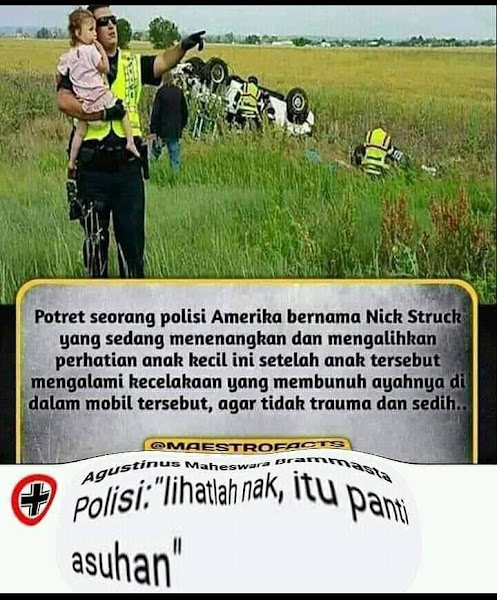 Potret seorang polisi Amerika bernama Nick Struck
yang sedang menenangkan dan mengalihkan
perhatian anak kecil ini setelah anak tersebut
mengalami kecelakaan yang membunuh ayahnya di
dalam mobil tersebut, agar tidak trauma dan sedih..
@MAESTROFACTS
Agustinus Maheswara Brammasta
Polisi:"lihatlah nak, itu panti
asuhan"